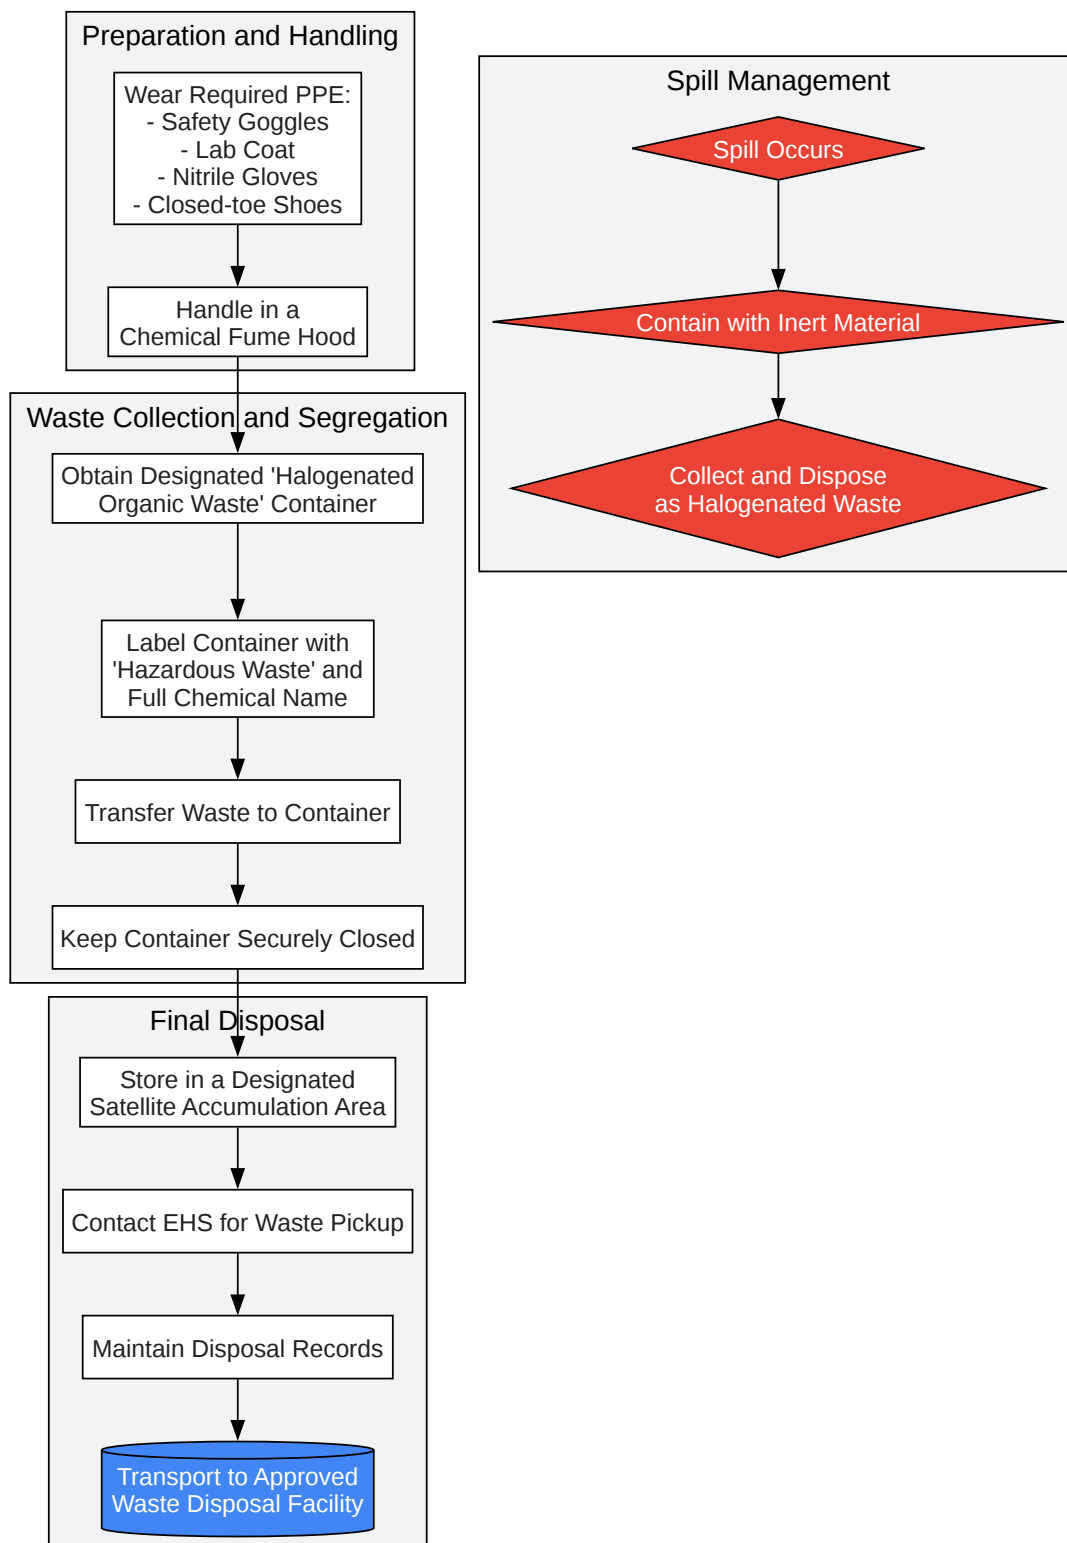 Preparation and Handling
Wear Required PPE:
- Safety Goggles
- Lab Coat
- Nitrile Gloves
- Closed-toe Shoes
Handle in a
Chemical Fume Hood
Waste Collection and Segregation
Obtain Designated 'Halogenated
Organic Waste' Container
Label Container with
'Hazardous Waste' and
Full Chemical Name
Transfer Waste to Container
Keep Container Securely Closed
Final Disposal
Store in a Designated
Satellite Accumulation Area
Contact EHS for Waste Pickup
Maintain Disposal Records
Transport to Approved
Waste Disposal Facility
Spill Management
Spill Occurs
Contain with Inert Material
Collect and Dispose
as Halogenated Waste